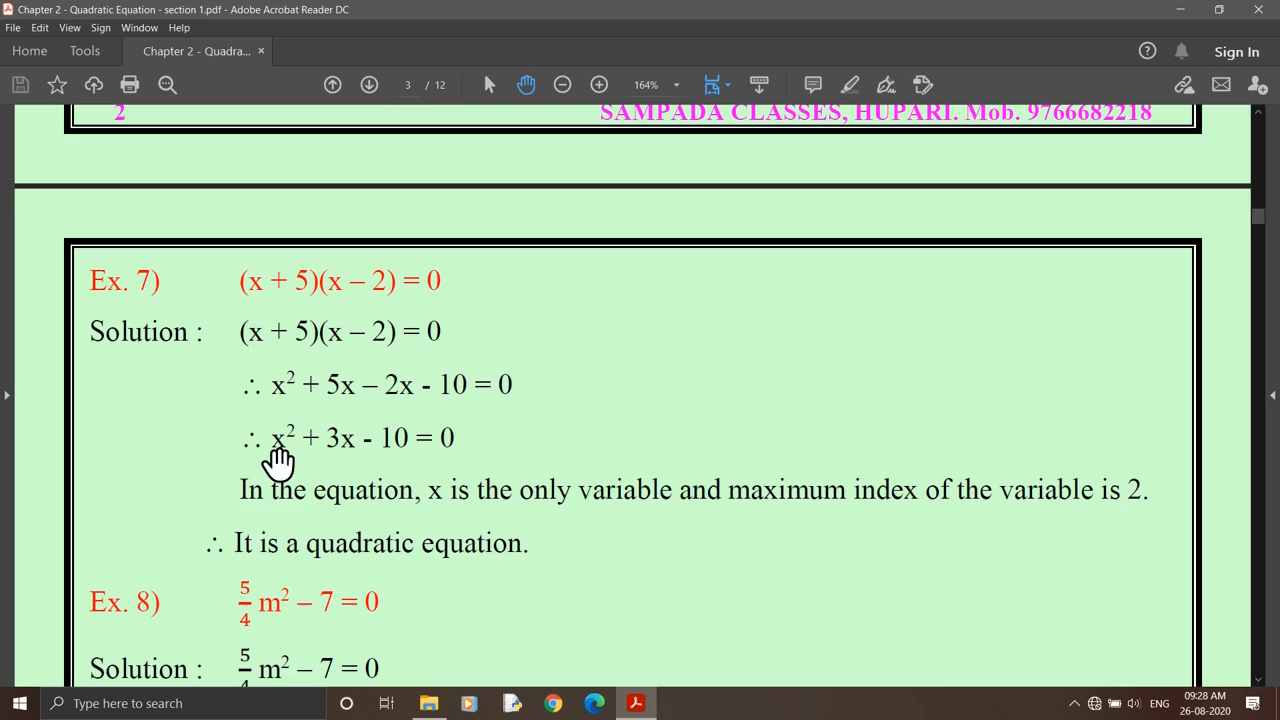 Chapter 2 - Quadratic Equation - section 1.pdf - Adobe Acrobat Reader DC
File Edit View Sign Window Help
Home Tools Chapter 2 - Quadra... × Sign In
3 / 12 164%
2 SAMPADA CLASSES, HUPARI. Mob. 9766682218
Ex. 7) (x + 5)(x – 2) = 0
Solution : (x + 5)(x – 2) = 0
∴ x² + 5x – 2x - 10 = 0
∴ x² + 3x - 10 = 0
In the equation, x is the only variable and maximum index of the variable is 2.
∴ It is a quadratic equation.
Ex. 8) 5/4 m² – 7 = 0
Solution : 5/4 m² – 7 = 0
Type here to search ENG 09:28 AM
26-08-2020